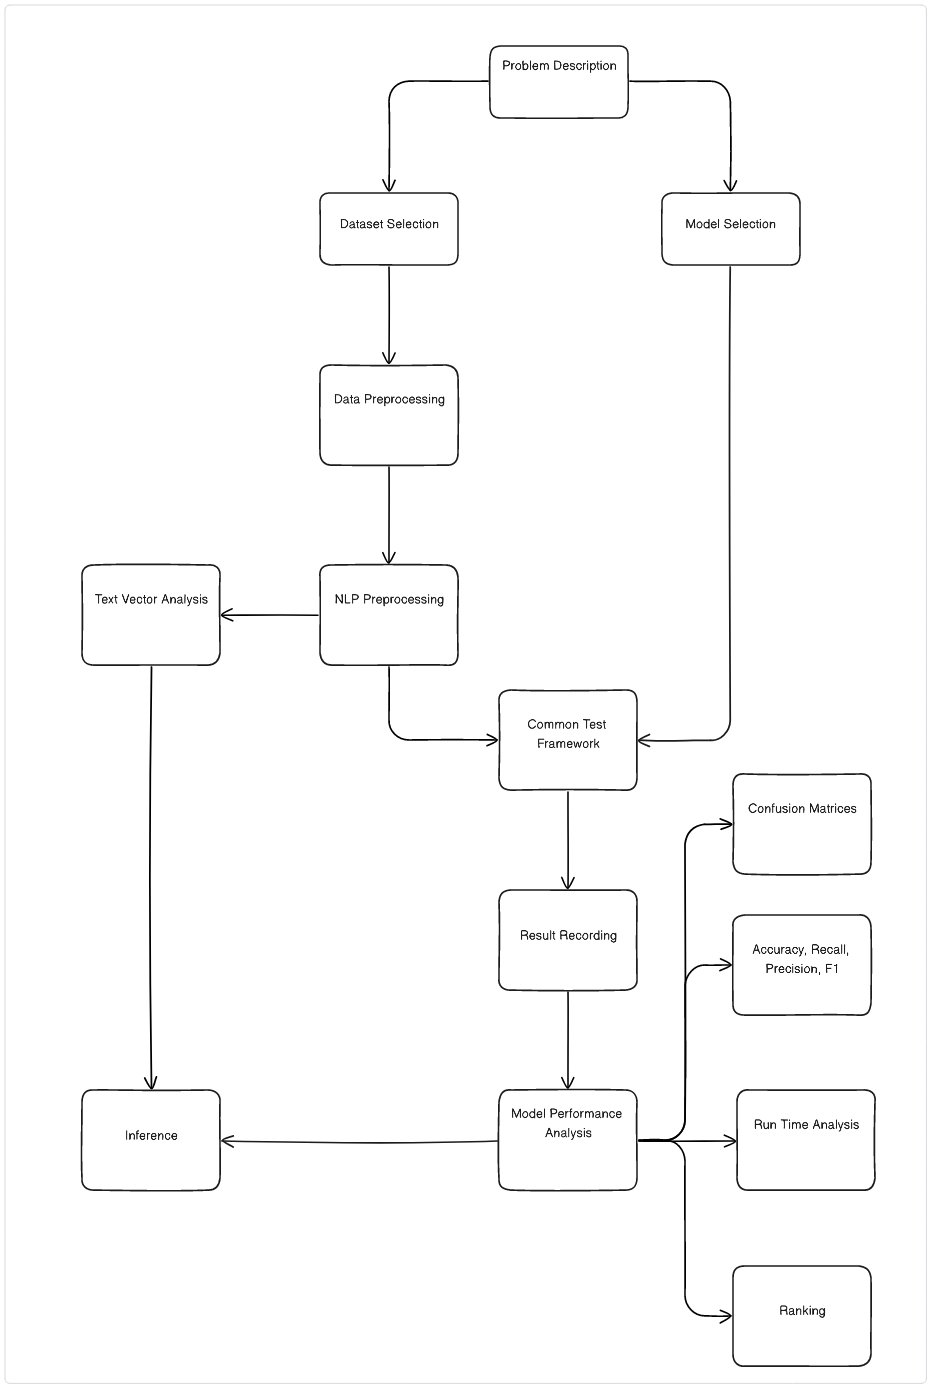 Problem Description
Dataset Selection
Model Selection
Data Preprocessing
Text Vector Analysis
NLP Preprocessing
Common Test
Framework
Confusion Matrices
Result Recording
Accuracy, Recall,
Precision, F1
Model Performance
Analysis
Run Time Analysis
Inference
Ranking